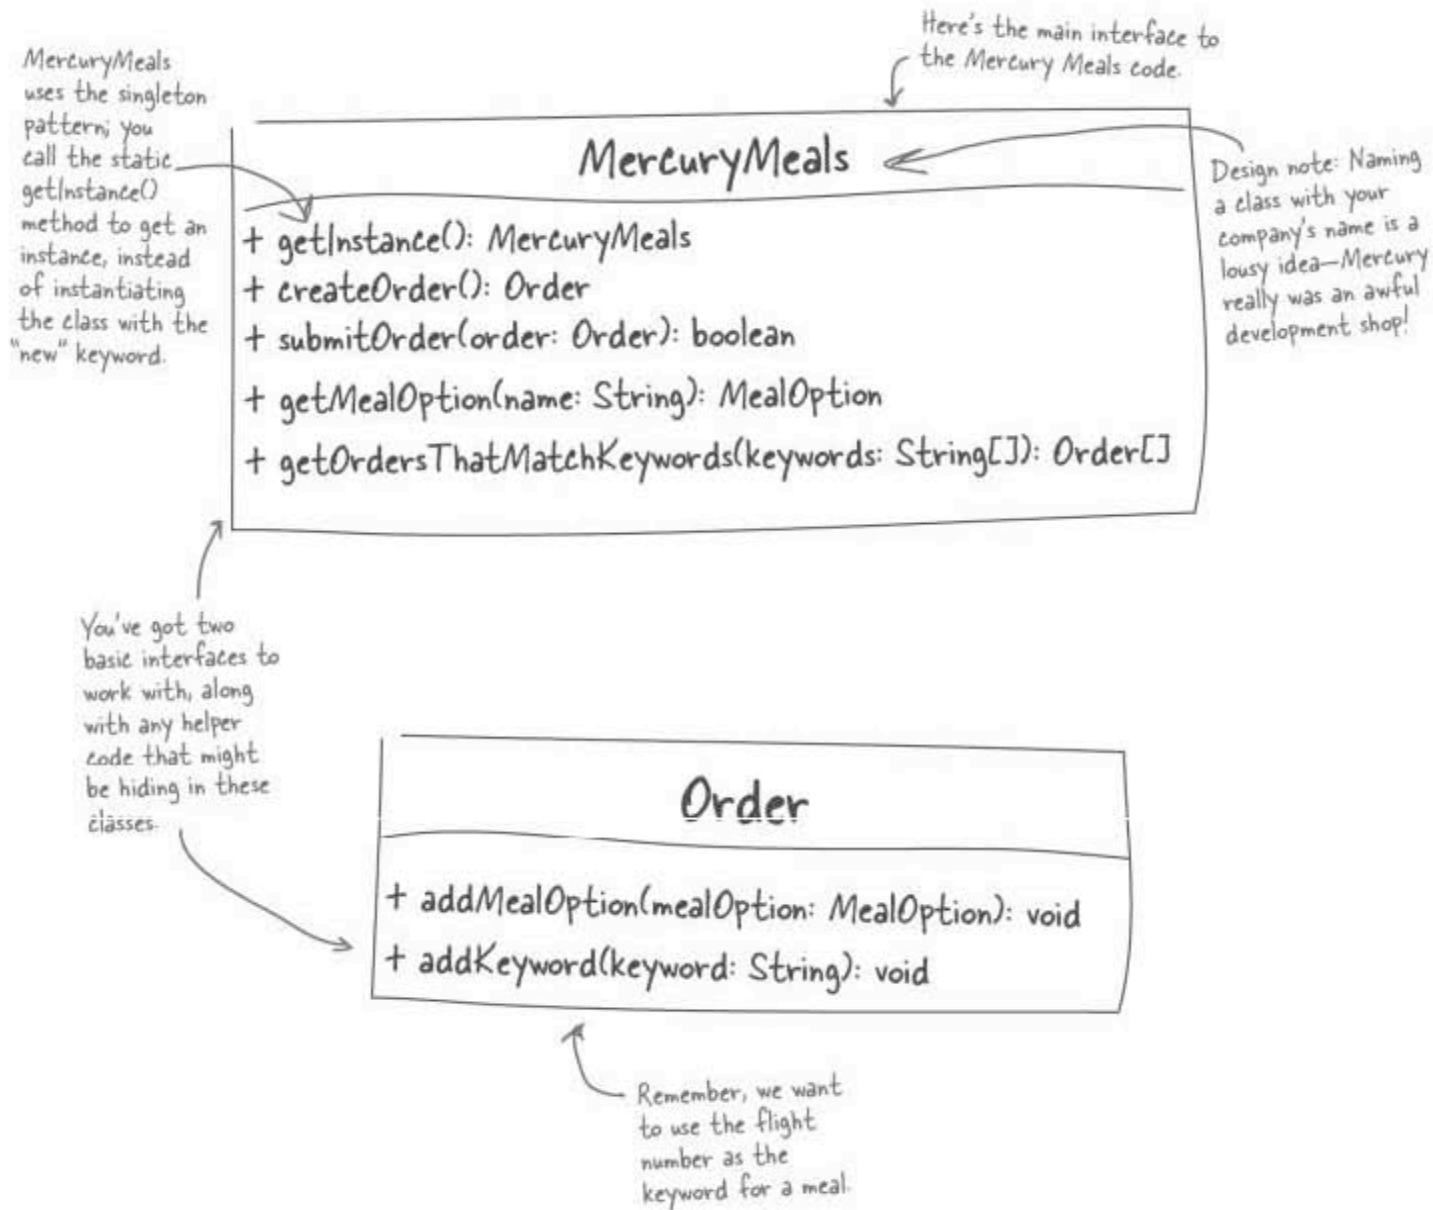 Here's the main interface to
the Mercury Meals code.
MercuryMeals
uses the singleton
pattern; you
call the static
getInstance()
method to get an
instance, instead
of instantiating
the class with the
"new" keyword.
MercuryMeals
+ getInstance(): MercuryMeals
+ createOrder(): Order
+ submitOrder(order: Order): boolean
+ getMealOption(name: String): MealOption
+ getOrdersThatMatchKeywords(keywords: String[]): Order[]
Design note: Naming
a class with your
company's name is a
lousy idea—Mercury
really was an awful
development shop!
You've got two
basic interfaces to
work with, along
with any helper
code that might
be hiding in these
classes.
Order
+ addMealOption(mealOption: MealOption): void
+ addKeyword(keyword: String): void
Remember, we want
to use the flight
number as the
keyword for a meal.